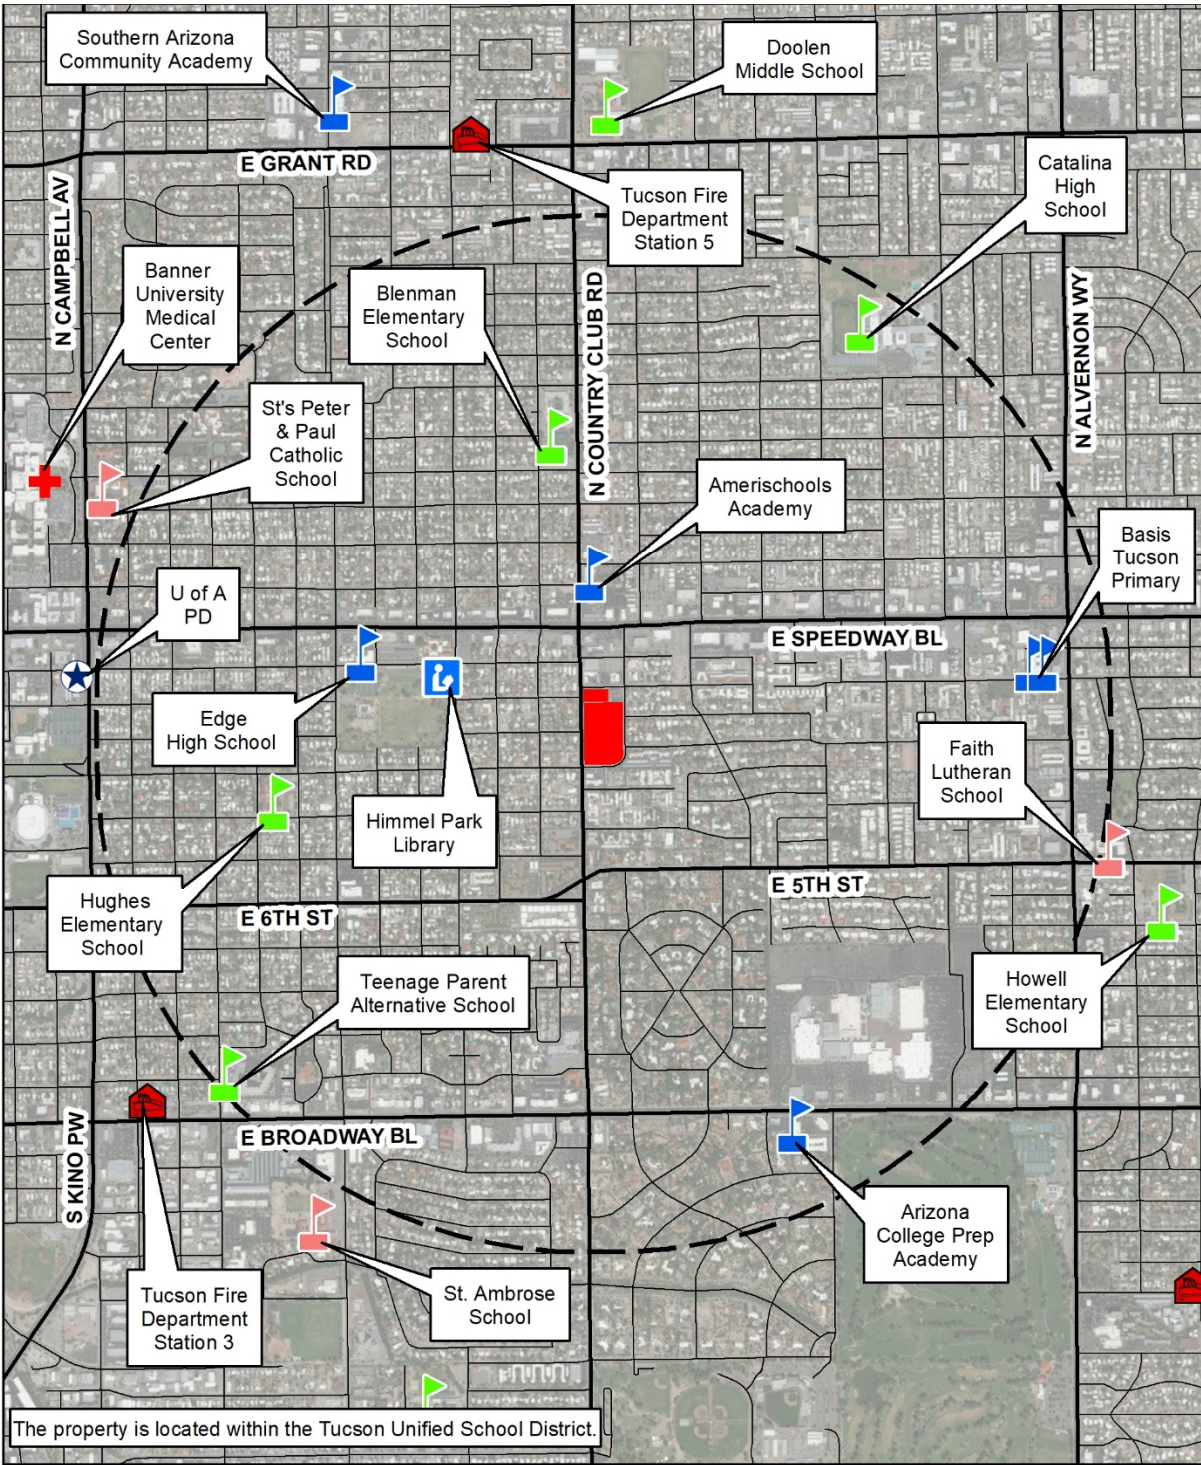 Southern Arizona
Community Academy
Doolen
Middle School
E GRANT RD
Tucson Fire
Department
Station 5
Catalina
High
School
N CAMPBELL AV
Banner
University
Medical
Center
Blenman
Elementary
School
N COUNTRY CLUB RD
N ALVERNON WY
St's Peter
& Paul
Catholic
School
Amerischools
Academy
Basis
Tucson
Primary
U of A
PD
E SPEEDWAY BL
Edge
High School
Himmel Park
Library
Faith
Lutheran
School
Hughes
Elementary
School
E 6TH ST
E 5TH ST
Teenage Parent
Alternative School
Howell
Elementary
School
S KINO PW
E BROADWAY BL
Arizona
College Prep
Academy
Tucson Fire
Department
Station 3
St. Ambrose
School
The property is located within the Tucson Unified School District.